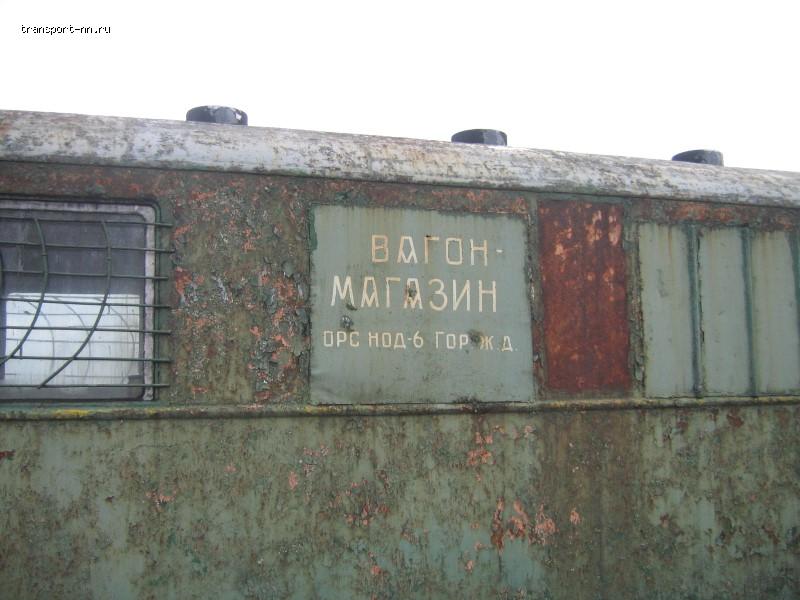 transport-nn.ru
ВАГОН-
МАГАЗИН
ОРС НОД-6 ГОР. Ж.Д.